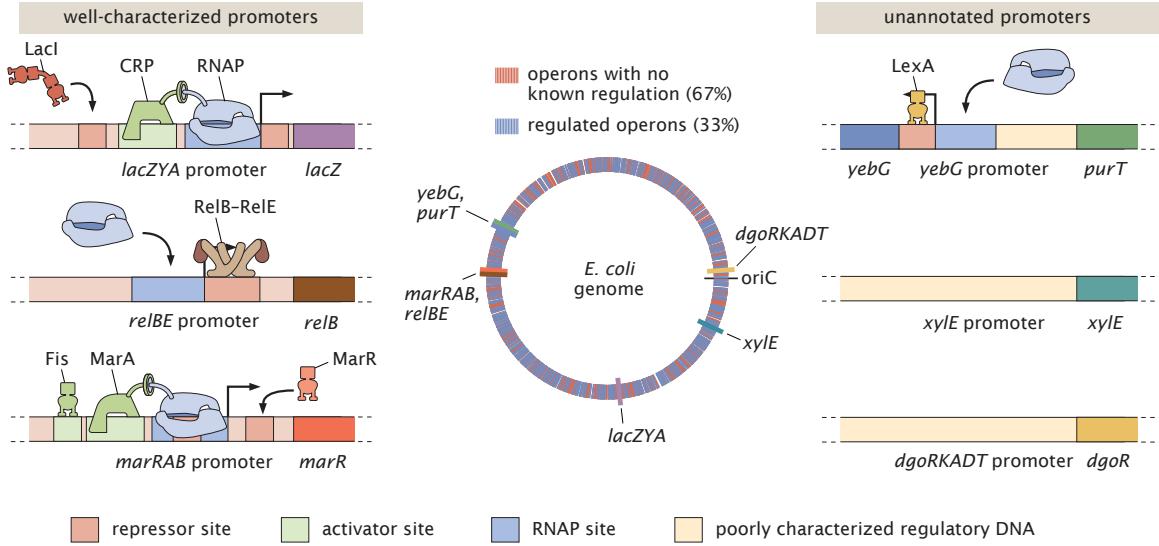 well-characterized promoters
LacI
CRP
RNAP
lacZYA promoter
lacZ
RelB–RelE
relBE promoter
relB
Fis
MarA
MarR
marRAB promoter
marR
operons with no
known regulation (67%)
regulated operons (33%)
yebG,
purT
marRAB,
relBE
E. coli
genome
dgoRKADT
oriC
xylE
lacZYA
unannotated promoters
LexA
yebG
yebG promoter
purT
xylE promoter
xylE
dgoRKADT promoter
dgoR
repressor site
activator site
RNAP site
poorly characterized regulatory DNA